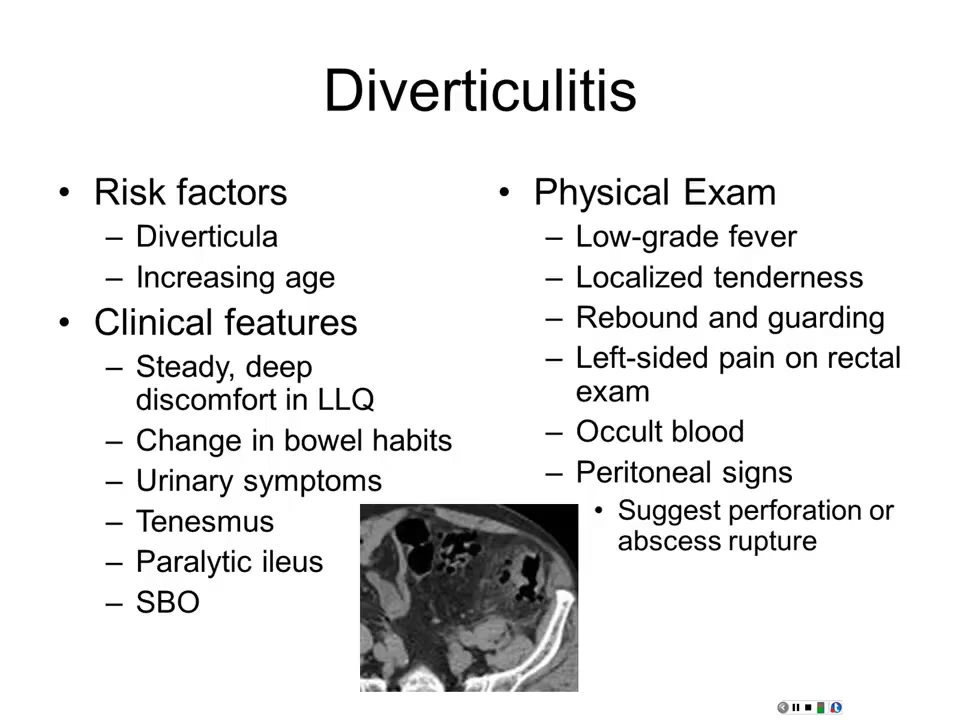 Diverticulitis
• Risk factors
– Diverticula
– Increasing age
• Clinical features
– Steady, deep
discomfort in LLQ
– Change in bowel habits
– Urinary symptoms
– Tenesmus
– Paralytic ileus
– SBO
• Physical Exam
– Low-grade fever
– Localized tenderness
– Rebound and guarding
– Left-sided pain on rectal
exam
– Occult blood
– Peritoneal signs
• Suggest perforation or
abscess rupture